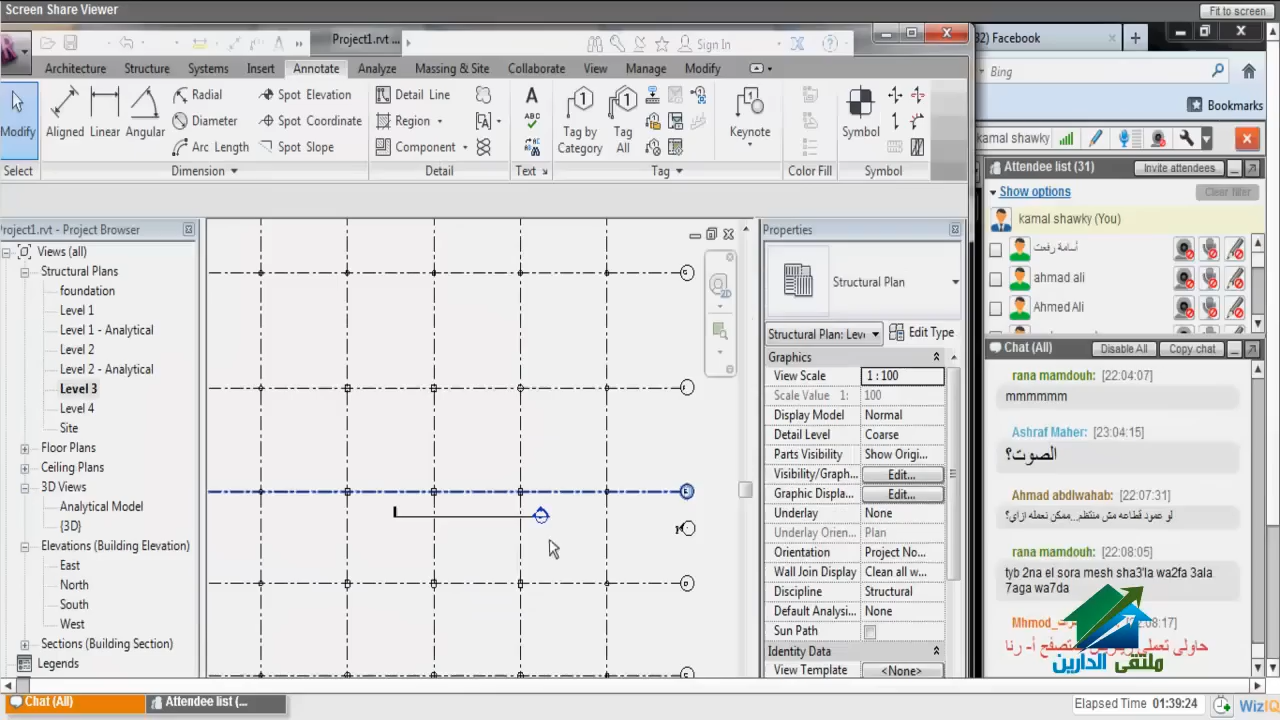 Screen Share Viewer
Fit to screen
Project1.rvt ...
Sign In
Facebook
Architecture Structure Systems Insert Annotate Analyze Massing & Site Collaborate View Manage Modify
Bing
Bookmarks
Modify
Aligned Linear Angular
Radial
Diameter
Arc Length
Spot Elevation
Spot Coordinate
Spot Slope
Detail Line
Region
Component
A
ABC
Tag by Category
Tag All
Keynote
Symbol
Select Dimension Detail Text Tag Color Fill Symbol
kamal shawky
Attendee list (31)
Invite attendees
Show options
Clear filter
kamal shawky (You)
أسامة رفعت
ahmad ali
Ahmed Ali
Project1.rvt - Project Browser
Views (all)
Structural Plans
foundation
Level 1
Level 1 - Analytical
Level 2
Level 2 - Analytical
Level 3
Level 4
Site
Floor Plans
Ceiling Plans
3D Views
Analytical Model
{3D}
Elevations (Building Elevation)
East
North
South
West
Sections (Building Section)
Legends
2D
Properties
Structural Plan
Structural Plan: Lev
Edit Type
Graphics
View Scale 1 : 100
Scale Value 1: 100
Display Model Normal
Detail Level Coarse
Parts Visibility Show Origi...
Visibility/Graph... Edit...
Graphic Displa... Edit...
Underlay None
Underlay Orien... Plan
Orientation Project No...
Wall Join Display Clean all w...
Discipline Structural
Default Analysi... None
Sun Path
Identity Data
View Template <None>
Chat (All)
Disable All
Copy chat
rana mamdouh: [22:04:07]
mmmmmm
Ashraf Maher: [23:04:15]
الصوت؟
Ahmad abdlwahab: [22:07:31]
لو عمود قطاعه مش منتظم...ممكن نعمله ازاي؟
rana mamdouh: [22:08:05]
tyb 2na el sora mesh sha3'la wa2fa 3ala
7aga wa7da
حاولى تعملى
ملتقى الدارين
Chat (All)
Attendee list (...
Elapsed Time 01:39:24
WizIQ